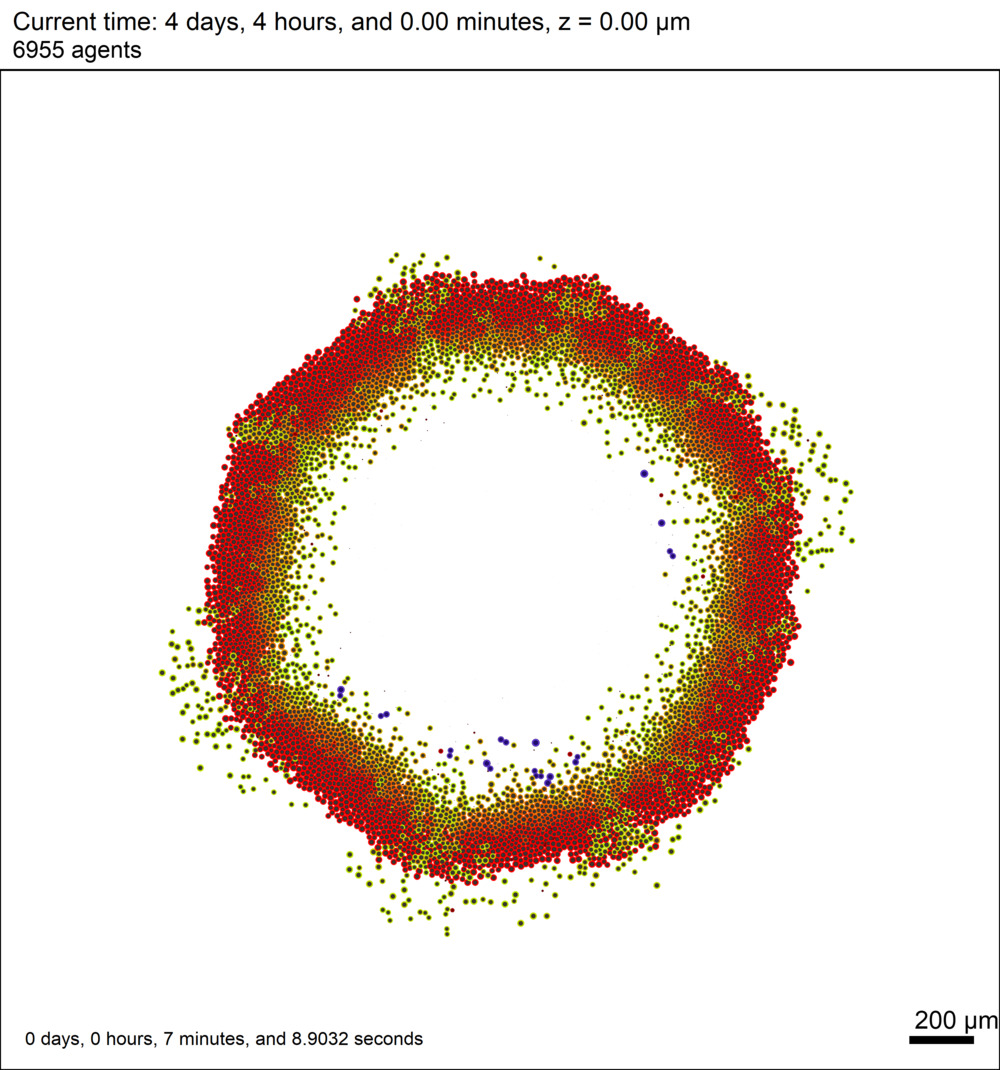 Current time: 4 days, 4 hours, and 0.00 minutes, z = 0.00 μm
6955 agents
200 μm
0 days, 0 hours, 7 minutes, and 8.9032 seconds